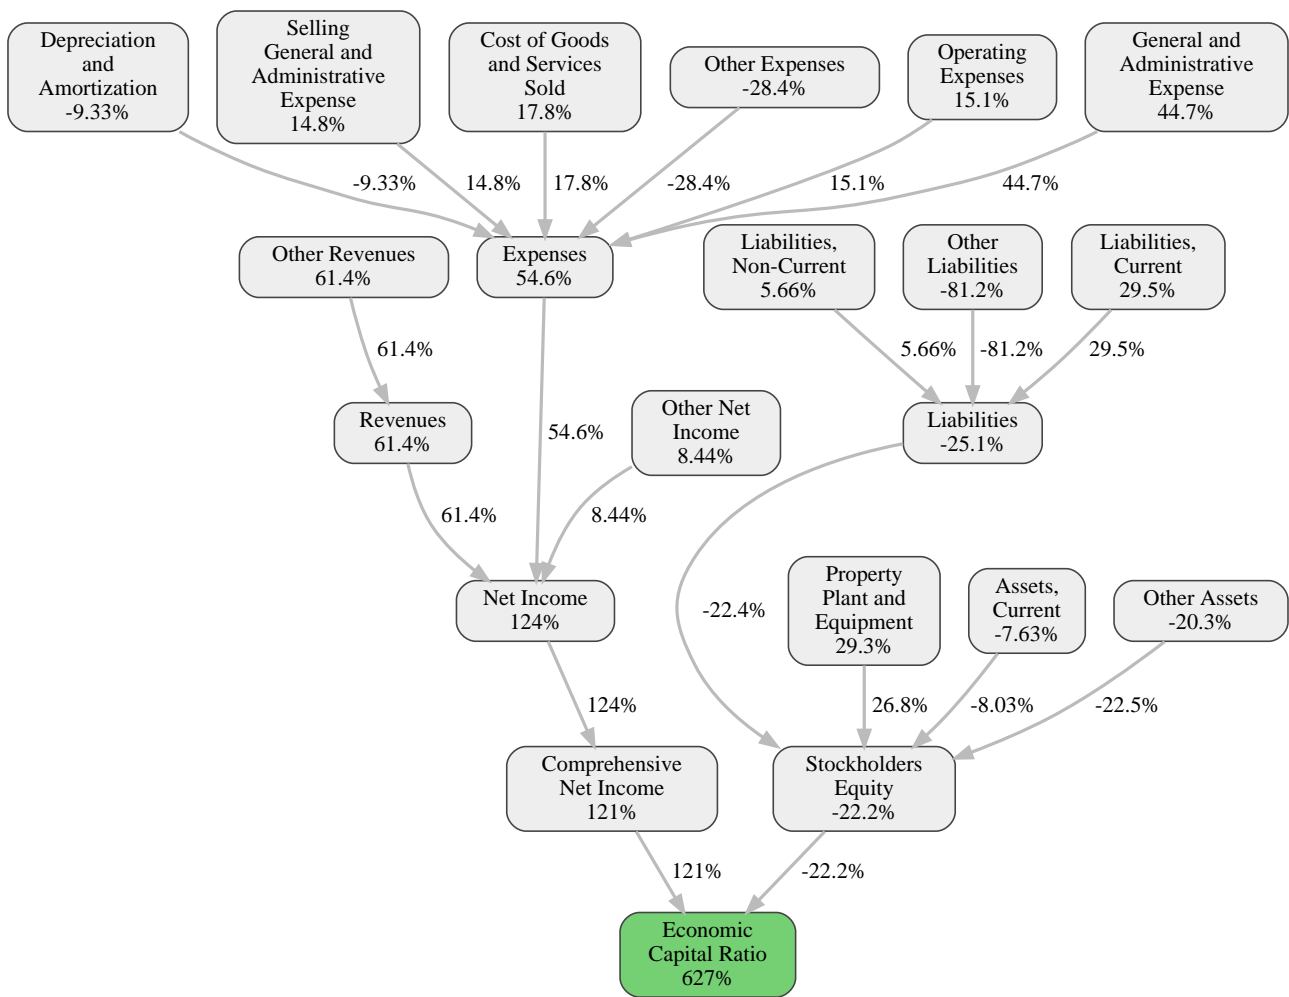 Depreciation
and
Amortization
-9.33%
Selling
General and
Administrative
Expense
14.8%
Cost of Goods
and Services
Sold
17.8%
Other Expenses
-28.4%
Operating
Expenses
15.1%
General and
Administrative
Expense
44.7%
-9.33%
14.8%
17.8%
-28.4%
15.1%
44.7%
Other Revenues
61.4%
Expenses
54.6%
Liabilities,
Non-Current
5.66%
Other
Liabilities
-81.2%
Liabilities,
Current
29.5%
61.4%
5.66%
-81.2%
29.5%
Revenues
61.4%
54.6%
Other Net
Income
8.44%
Liabilities
-25.1%
61.4%
8.44%
Net Income
124%
-22.4%
Property
Plant and
Equipment
29.3%
Assets,
Current
-7.63%
Other Assets
-20.3%
124%
26.8%
-8.03%
-22.5%
Comprehensive
Net Income
121%
Stockholders
Equity
-22.2%
121%
-22.2%
Economic
Capital Ratio
627%